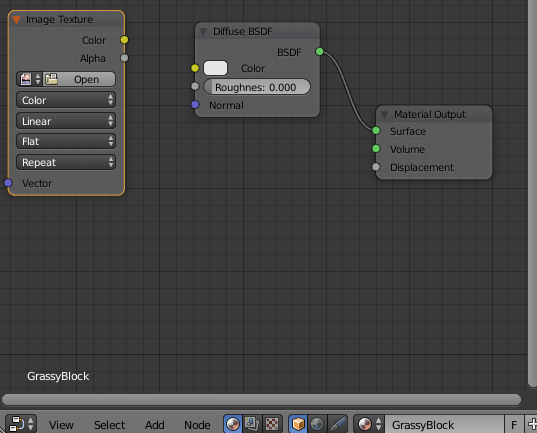 Image Texture
Color
Alpha
Open
Color
Linear
Flat
Repeat
Vector
Diffuse BSDF
BSDF
Color
Roughnes: 0.000
Normal
Material Output
Surface
Volume
Displacement
GrassyBlock
View Select Add Node GrassyBlock F